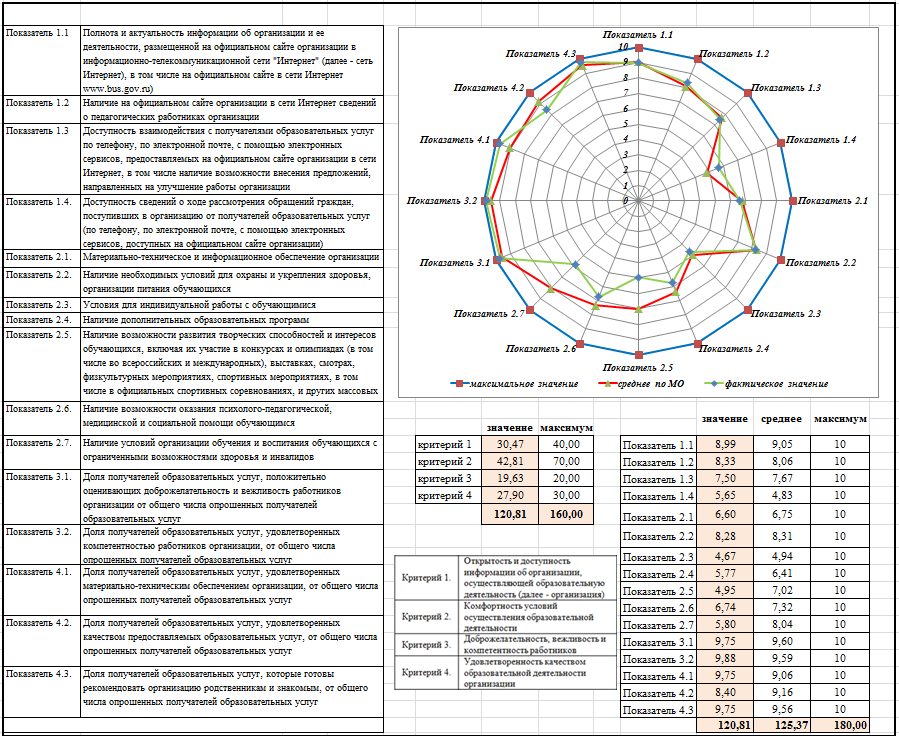 Показатель 1.1 Полнота и актуальность информации об организации и ее
деятельности, размещенной на официальном сайте организации в
информационно-телекоммуникационной сети "Интернет" (далее - сеть
Интернет), в том числе на официальном сайте в сети Интернет
www.bus.gov.ru)
Показатель 1.2 Наличие на официальном сайте организации в сети Интернет сведений
о педагогических работниках организации
Показатель 1.3 Доступность взаимодействия с получателями образовательных услуг
по телефону, по электронной почте, с помощью электронных
сервисов, предоставляемых на официальном сайте организации в сети
Интернет, в том числе наличие возможности внесения предложений,
направленных на улучшение работы организации
Показатель 1.4. Доступность сведений о ходе рассмотрения обращений граждан,
поступивших в организацию от получателей образовательных услуг
(по телефону, по электронной почте, с помощью электронных
сервисов, доступных на официальном сайте организации)
Показатель 2.1. Материально-техническое и информационное обеспечение организации
Показатель 2.2. Наличие необходимых условий для охраны и укрепления здоровья,
организации питания обучающихся
Показатель 2.3. Условия для индивидуальной работы с обучающимися
Показатель 2.4. Наличие дополнительных образовательных программ
Показатель 2.5. Наличие возможности развития творческих способностей и интересов
обучающихся, включая их участие в конкурсах и олимпиадах (в том
числе во всероссийских и международных), выставках, смотрах,
физкультурных мероприятиях, спортивных мероприятиях, в том
числе в официальных спортивных соревнованиях, и других массовых
Показатель 2.6. Наличие возможности оказания психолого-педагогической,
медицинской и социальной помощи обучающимся
Показатель 2.7. Наличие условий организации обучения и воспитания обучающихся с
ограниченными возможностями здоровья и инвалидов
Показатель 3.1. Доля получателей образовательных услуг, положительно
оценивающих доброжелательность и вежливость работников
организации от общего числа опрошенных получателей
образовательных услуг
Показатель 3.2. Доля получателей образовательных услуг, удовлетворенных
компетентностью работников организации, от общего числа
опрошенных получателей образовательных услуг
Показатель 4.1. Доля получателей образовательных услуг, удовлетворенных
материально-техническим обеспечением организации, от общего числа
опрошенных получателей образовательных услуг
Показатель 4.2. Доля получателей образовательных услуг, удовлетворенных
качеством предоставляемых образовательных услуг, от общего числа
опрошенных получателей образовательных услуг
Показатель 4.3. Доля получателей образовательных услуг, которые готовы
рекомендовать организацию родственникам и знакомым, от общего
числа опрошенных получателей образовательных услуг
Показатель 1.1
Показатель 1.2
Показатель 1.3
Показатель 1.4
Показатель 2.1
Показатель 2.2
Показатель 2.3
Показатель 2.4
Показатель 2.5
Показатель 2.6
Показатель 2.7
Показатель 3.1
Показатель 3.2
Показатель 4.1
Показатель 4.2
Показатель 4.3
10
9
8
7
6
5
4
3
2
1
0
максимальное значение среднее по МО фактическое значение
значение максимум
критерий 1 30,47 40,00
критерий 2 42,81 70,00
критерий 3 19,63 20,00
критерий 4 27,90 30,00
120,81 160,00
Критерий 1. Открытость и доступность
информации об организации,
осуществляющей образовательную
деятельность (далее - организация)
Критерий 2. Комфортность условий
осуществления образовательной
деятельности
Критерий 3. Доброжелательность, вежливость и
компетентность работников
Критерий 4. Удовлетворенность качеством
образовательной деятельности
организации
значение среднее максимум
Показатель 1.1 8,99 9,05 10
Показатель 1.2 8,33 8,06 10
Показатель 1.3 7,50 7,67 10
Показатель 1.4 5,65 4,83 10
Показатель 2.1 6,60 6,75 10
Показатель 2.2 8,28 8,31 10
Показатель 2.3 4,67 4,94 10
Показатель 2.4 5,77 6,41 10
Показатель 2.5 4,95 7,02 10
Показатель 2.6 6,74 7,32 10
Показатель 2.7 5,80 8,04 10
Показатель 3.1 9,75 9,60 10
Показатель 3.2 9,88 9,59 10
Показатель 4.1 9,75 9,06 10
Показатель 4.2 8,40 9,16 10
Показатель 4.3 9,75 9,56 10
120,81 125,37 180,00